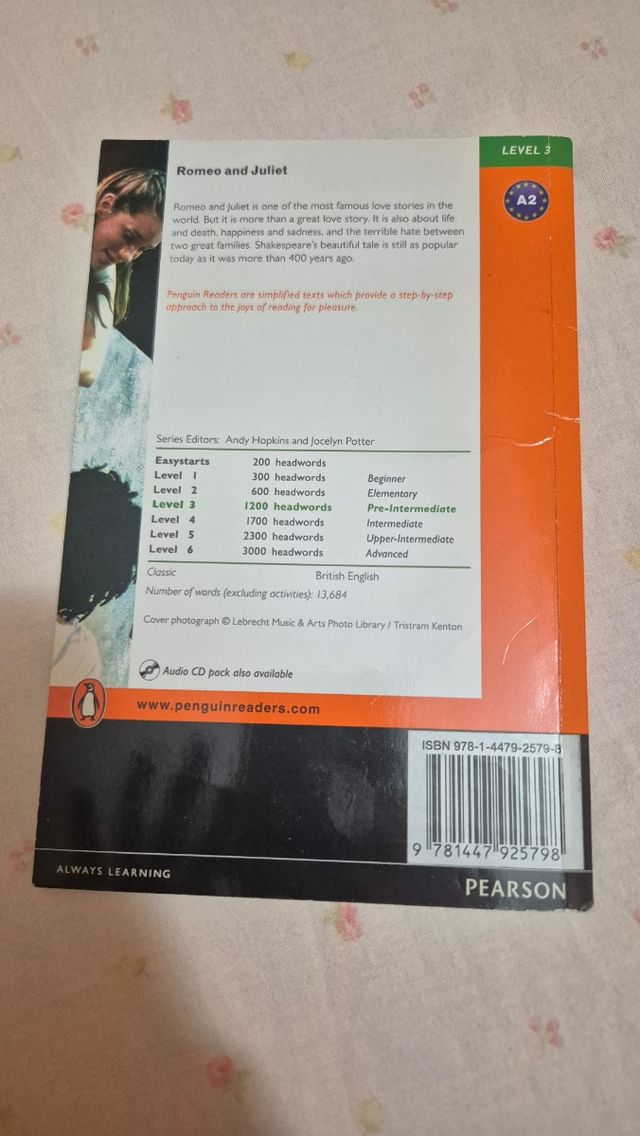 LEVEL 3
A2
Romeo and Juliet
Romeo and Juliet is one of the most famous love stories in the
world. But it is more than a great love story. It is also about life
and death, happiness and sadness, and the terrible hate between
two great families. Shakespeare's beautiful tale is still as popular
today as it was more than 400 years ago.
Penguin Readers are simplified texts which provide a step-by-step
approach to the joys of reading for pleasure.
Series Editors: Andy Hopkins and Jocelyn Potter
Easystarts 200 headwords
Level 1 300 headwords Beginner
Level 2 600 headwords Elementary
Level 3 1200 headwords Pre-Intermediate
Level 4 1700 headwords Intermediate
Level 5 2300 headwords Upper-Intermediate
Level 6 3000 headwords Advanced
Classic British English
Number of words (excluding activities): 13,684
Cover photograph © Lebrecht Music & Arts Photo Library / Tristram Kenton
Audio CD pack also available
www.penguinreaders.com
ISBN 978-1-4479-2579-8
9 781447 925798
ALWAYS LEARNING
PEARSON